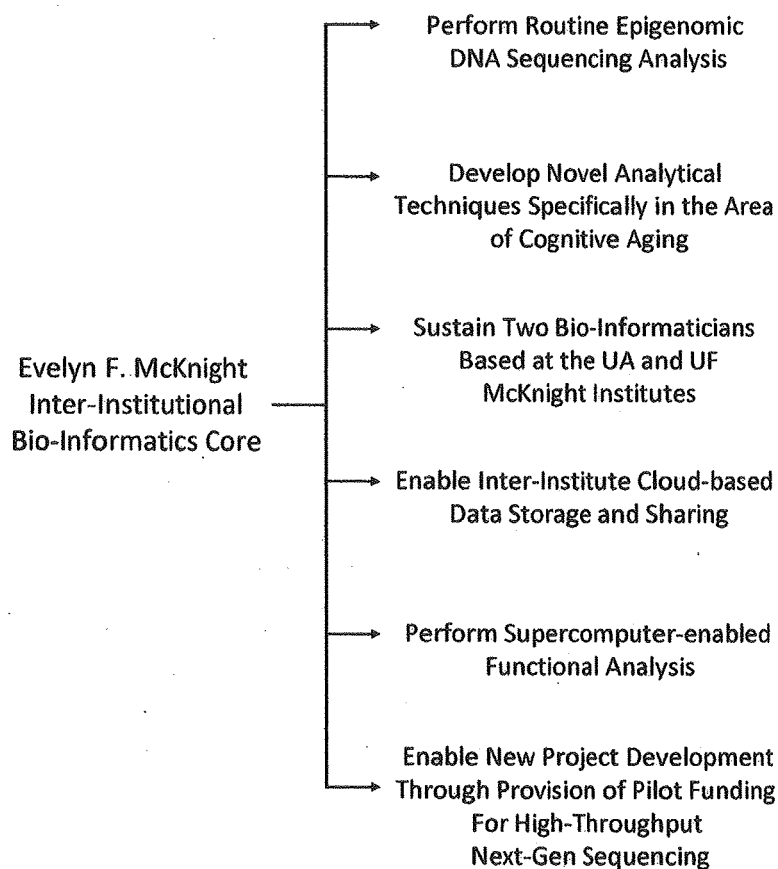 Perform Routine Epigenomic
DNA Sequencing Analysis
Develop Novel Analytical
Techniques Specifically in the Area
of Cognitive Aging
Sustain Two Bio-Informaticians
Based at the UA and UF
McKnight Institutes
Evelyn F. McKnight
Inter-Institutional
Bio-Informatics Core
Enable Inter-Institute Cloud-based
Data Storage and Sharing
Perform Supercomputer-enabled
Functional Analysis
Enable New Project Development
Through Provision of Pilot Funding
For High-Throughput
Next-Gen Sequencing